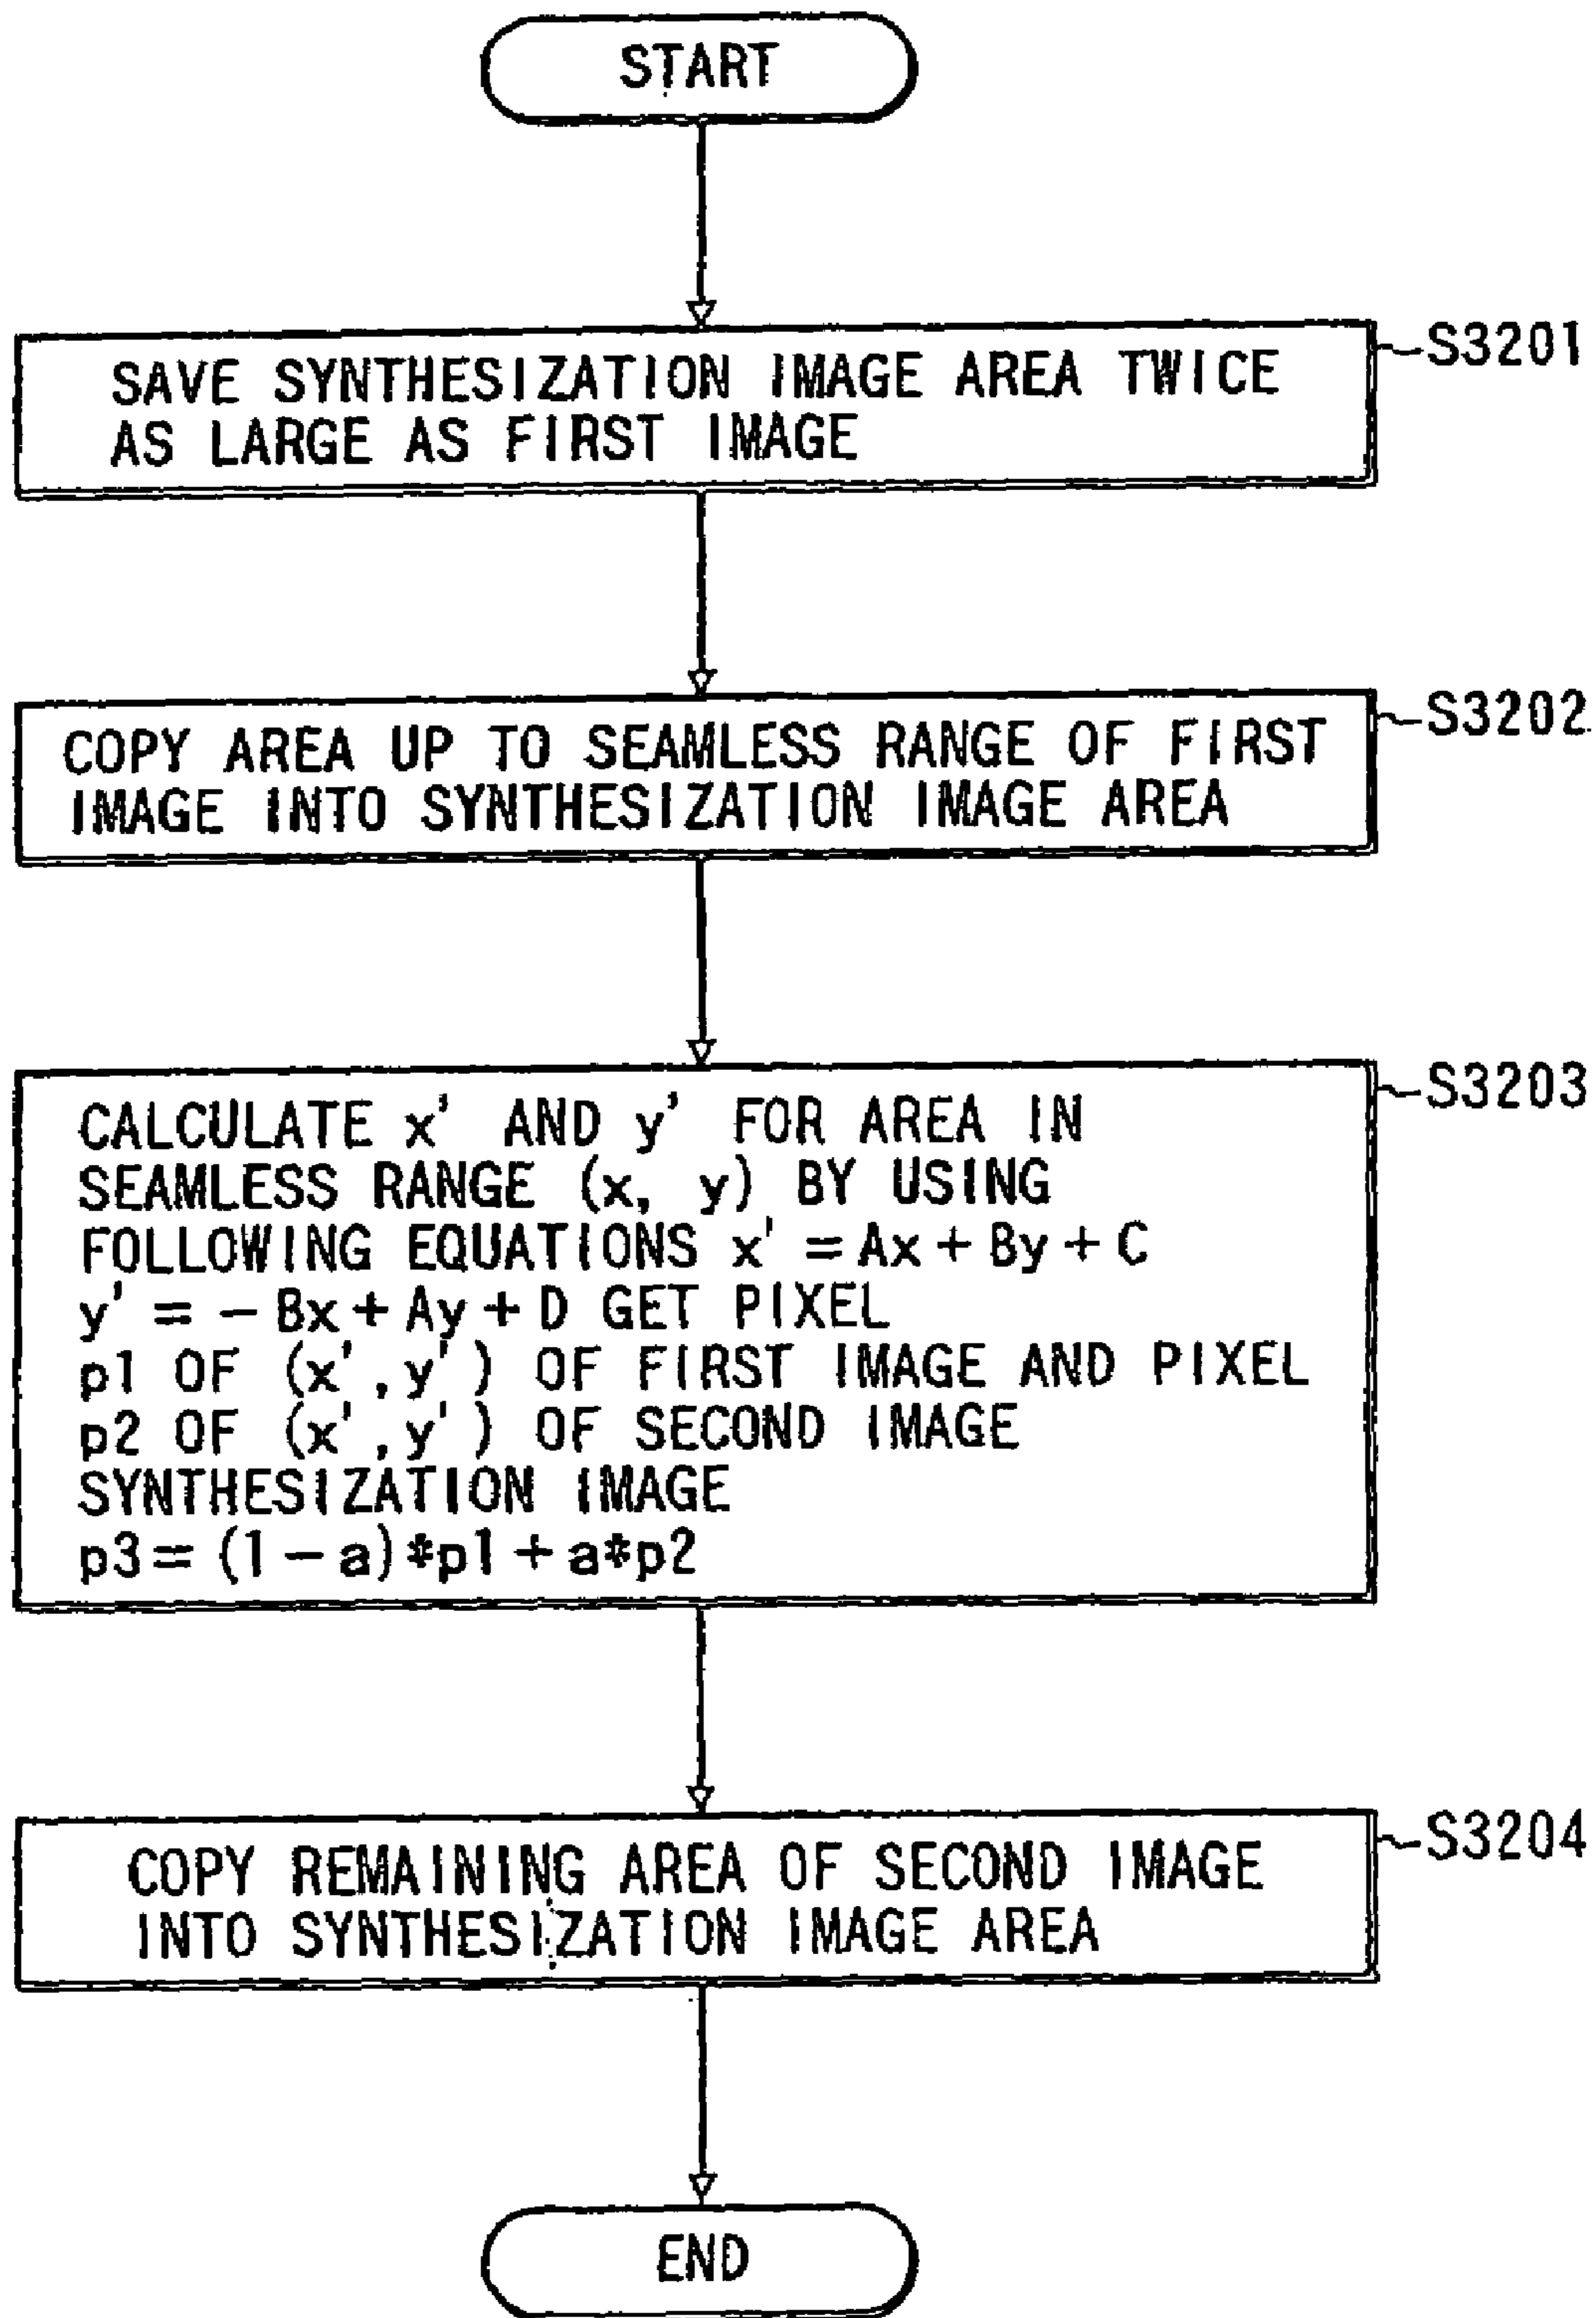 START
SAVE SYNTHESIZATION IMAGE AREA TWICE
AS LARGE AS FIRST IMAGE
S3201
COPY AREA UP TO SEAMLESS RANGE OF FIRST
IMAGE INTO SYNTHESIZATION IMAGE AREA
S3202
CALCULATE x' AND y' FOR AREA IN
SEAMLESS RANGE (x, y) BY USING
FOLLOWING EQUATIONS x' = Ax + By + C
y' = - Bx + Ay + D GET PIXEL
p1 OF (x', y') OF FIRST IMAGE AND PIXEL
p2 OF (x', y') OF SECOND IMAGE
SYNTHESIZATION IMAGE
p3 = (1 - a)*p1 + a*p2
S3203
COPY REMAINING AREA OF SECOND IMAGE
INTO SYNTHESIZATION IMAGE AREA
S3204
END